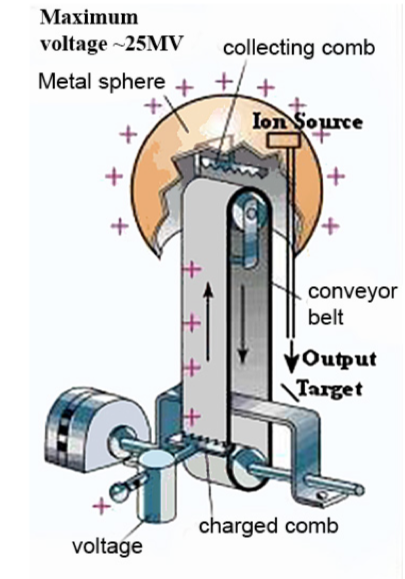 Maximum
voltage ~25MV
collecting comb
Metal sphere
Ion Source
conveyor
belt
Output
Target
charged comb
voltage